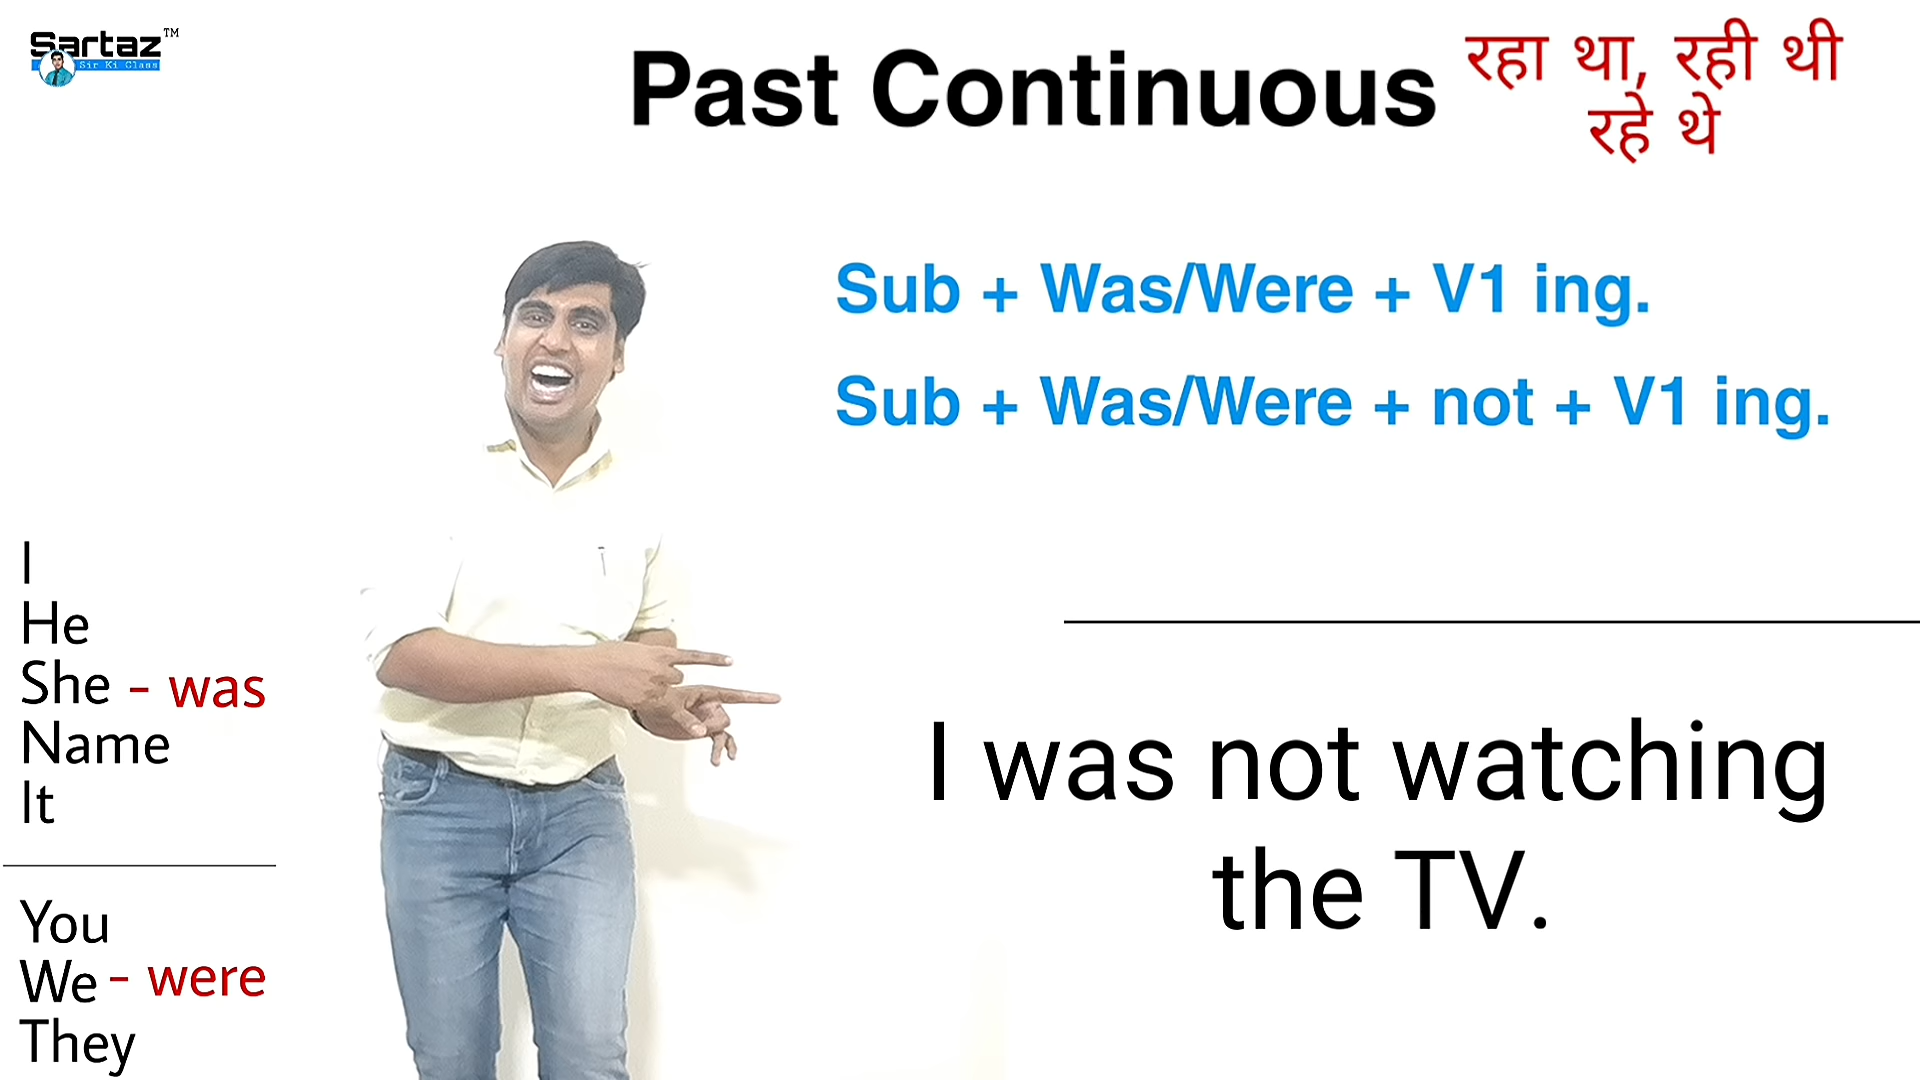 Sartaz™
Sir Ki Class
Past Continuous
रहा था, रही थी
रहे थे
Sub + Was/Were + V1 ing.
Sub + Was/Were + not + V1 ing.
I
He
She - was
Name
It
You
We - were
They
I was not watching
the TV.